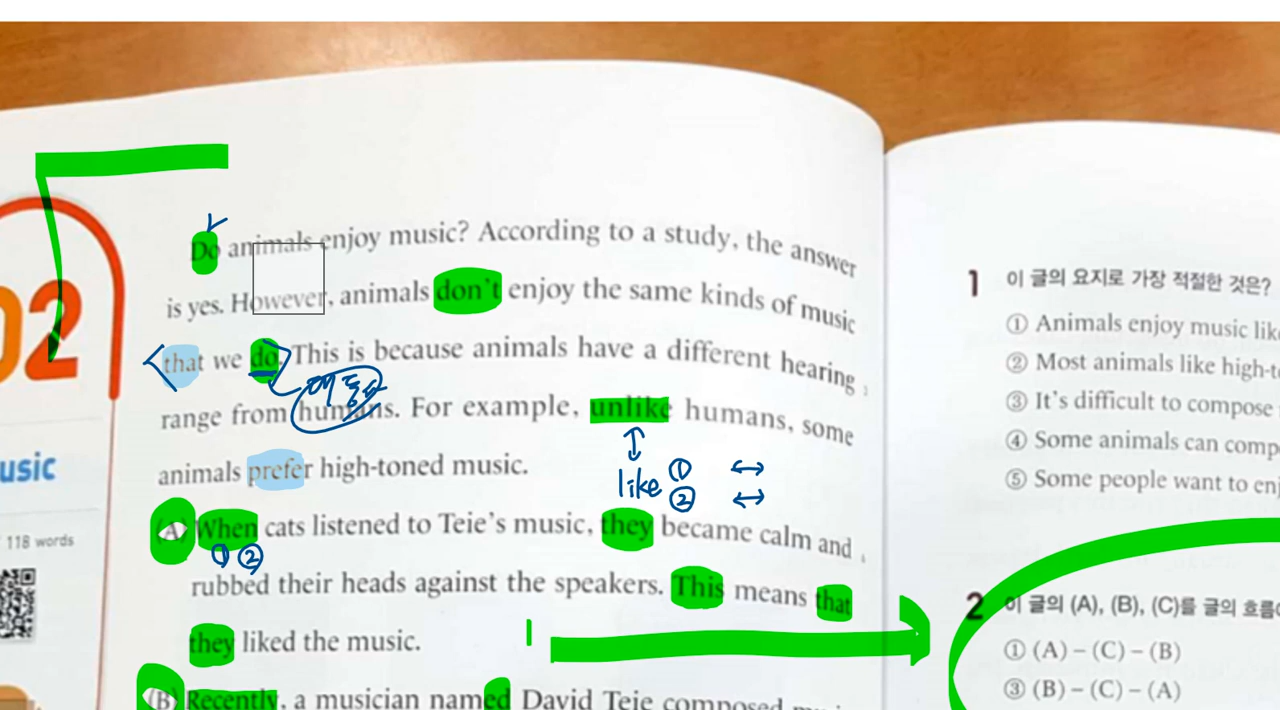 02
usic
118 words
Do animals enjoy music? According to a study, the answer
is yes. However, animals don't enjoy the same kinds of music
that we do. This is because animals have a different hearing
range from humans. For example, unlike humans, some
animals prefer high-toned music.
like ① ↔
② ↔
(A) When cats listened to Teie's music, they became calm and
① ②
rubbed their heads against the speakers. This means that
they liked the music.
(B) Recently, a musician named David Teie composed
1 이 글의 요지로 가장 적절한 것은?
① Animals enjoy music lik
② Most animals like high-t
③ It's difficult to compose
④ Some animals can comp
⑤ Some people want to enj
2 이 글의 (A), (B), (C)를 글의 흐름
① (A) – (C) – (B)
③ (B) – (C) – (A)